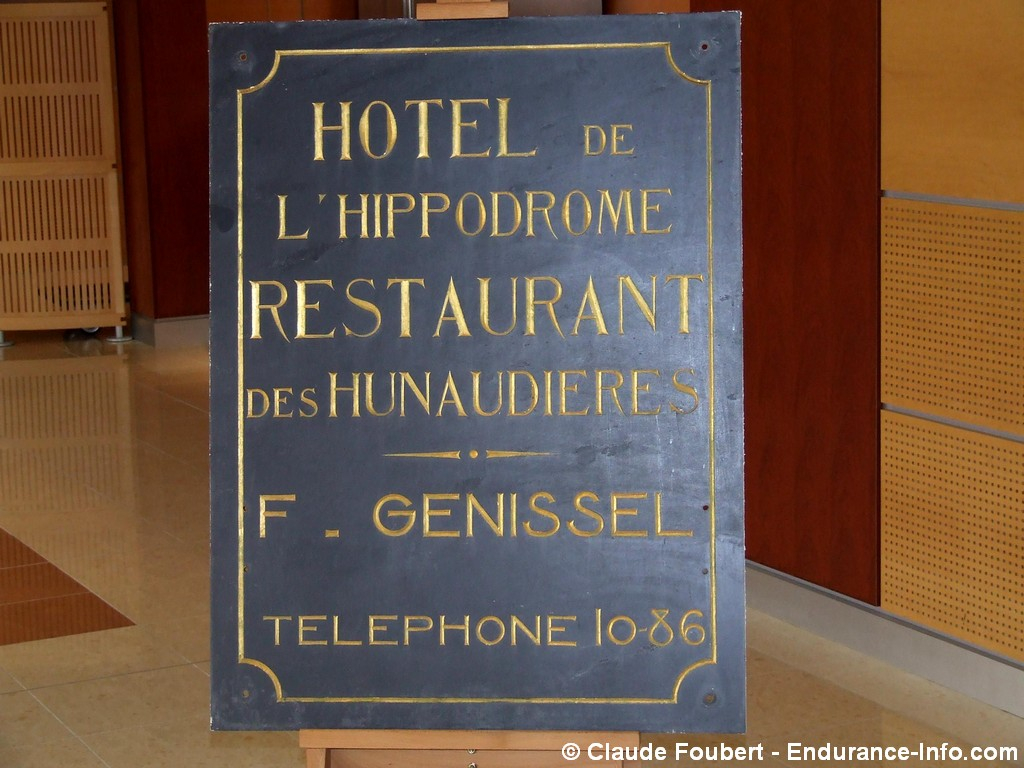 HOTEL DE
L'HIPPODROME
RESTAURANT
DES HUNAUDIERES
F. GENISSEL
TELEPHONE 10-86
© Claude Foubert - Endurance-Info.com